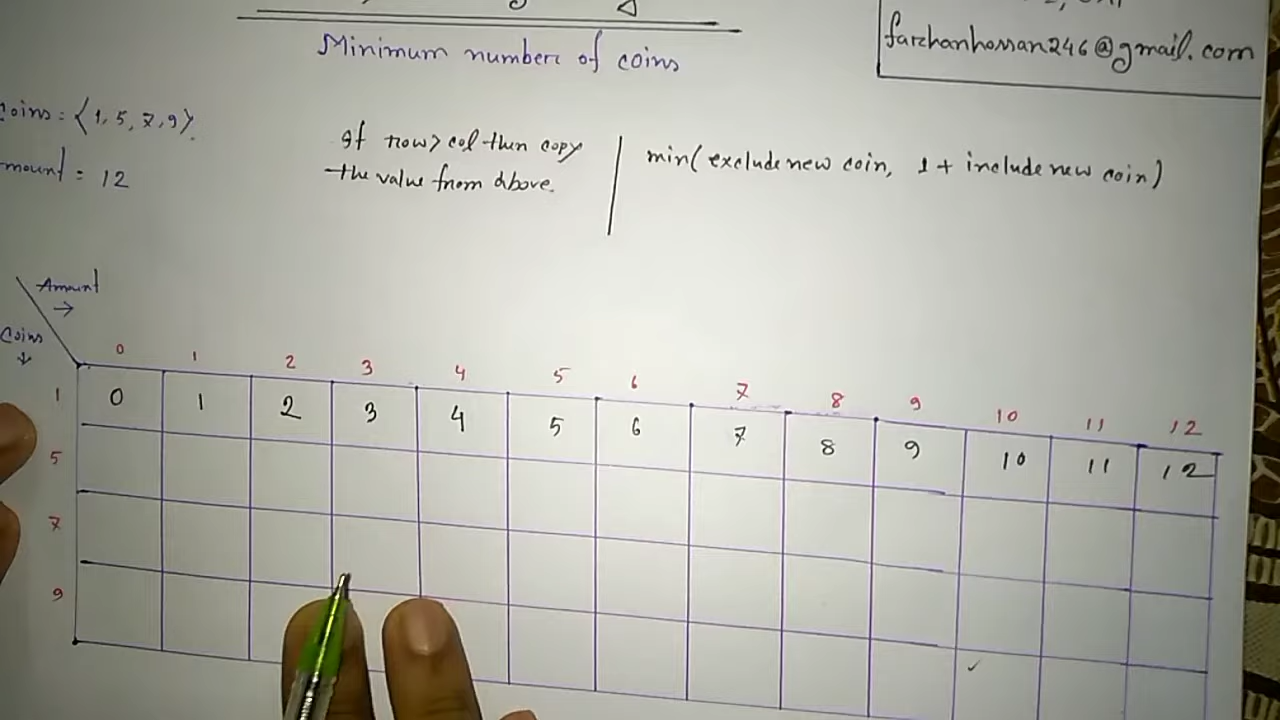 Minimum number of coins
farhanhossan246@gmail.com
Coins = {1, 5, 7, 9}
mount = 12
If row > col then copy
the value from above.
min(exclude new coin, 1 + include new coin)
Amount
→
Coins
↓
0 1 2 3 4 5 6 7 8 9 10 11 12
1 0 1 2 3 4 5 6 7 8 9 10 11 12
5
7
9